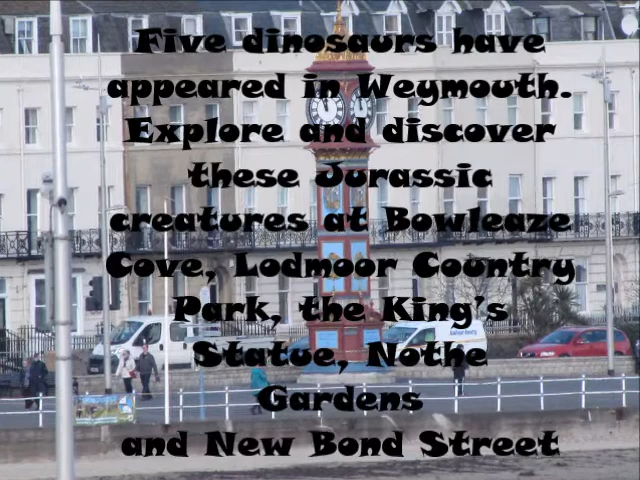 Five dinosaurs have
appeared in Weymouth.
Explore and discover
these Jurassic
creatures at Bowleaze
Cove, Lodmoor Country
Park, the King's
Statue, Nothe
Gardens
and New Bond Street